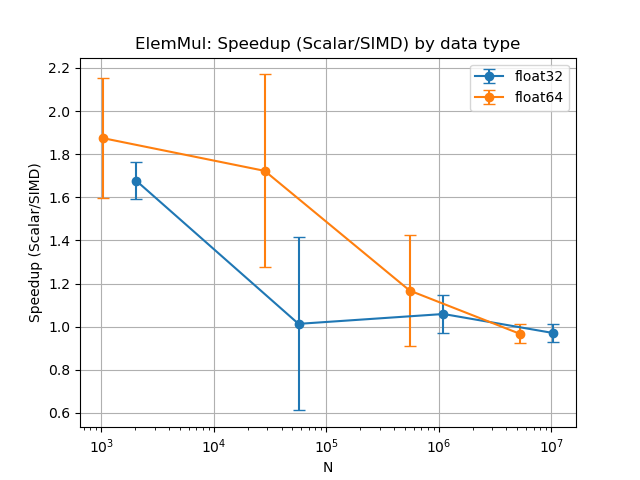 ElemMul: Speedup (Scalar/SIMD) by data type
float32
float64
Speedup (Scalar/SIMD)
2.2
2.0
1.8
1.6
1.4
1.2
1.0
0.8
0.6
10³ 10⁴ 10⁵ 10⁶ 10⁷
N